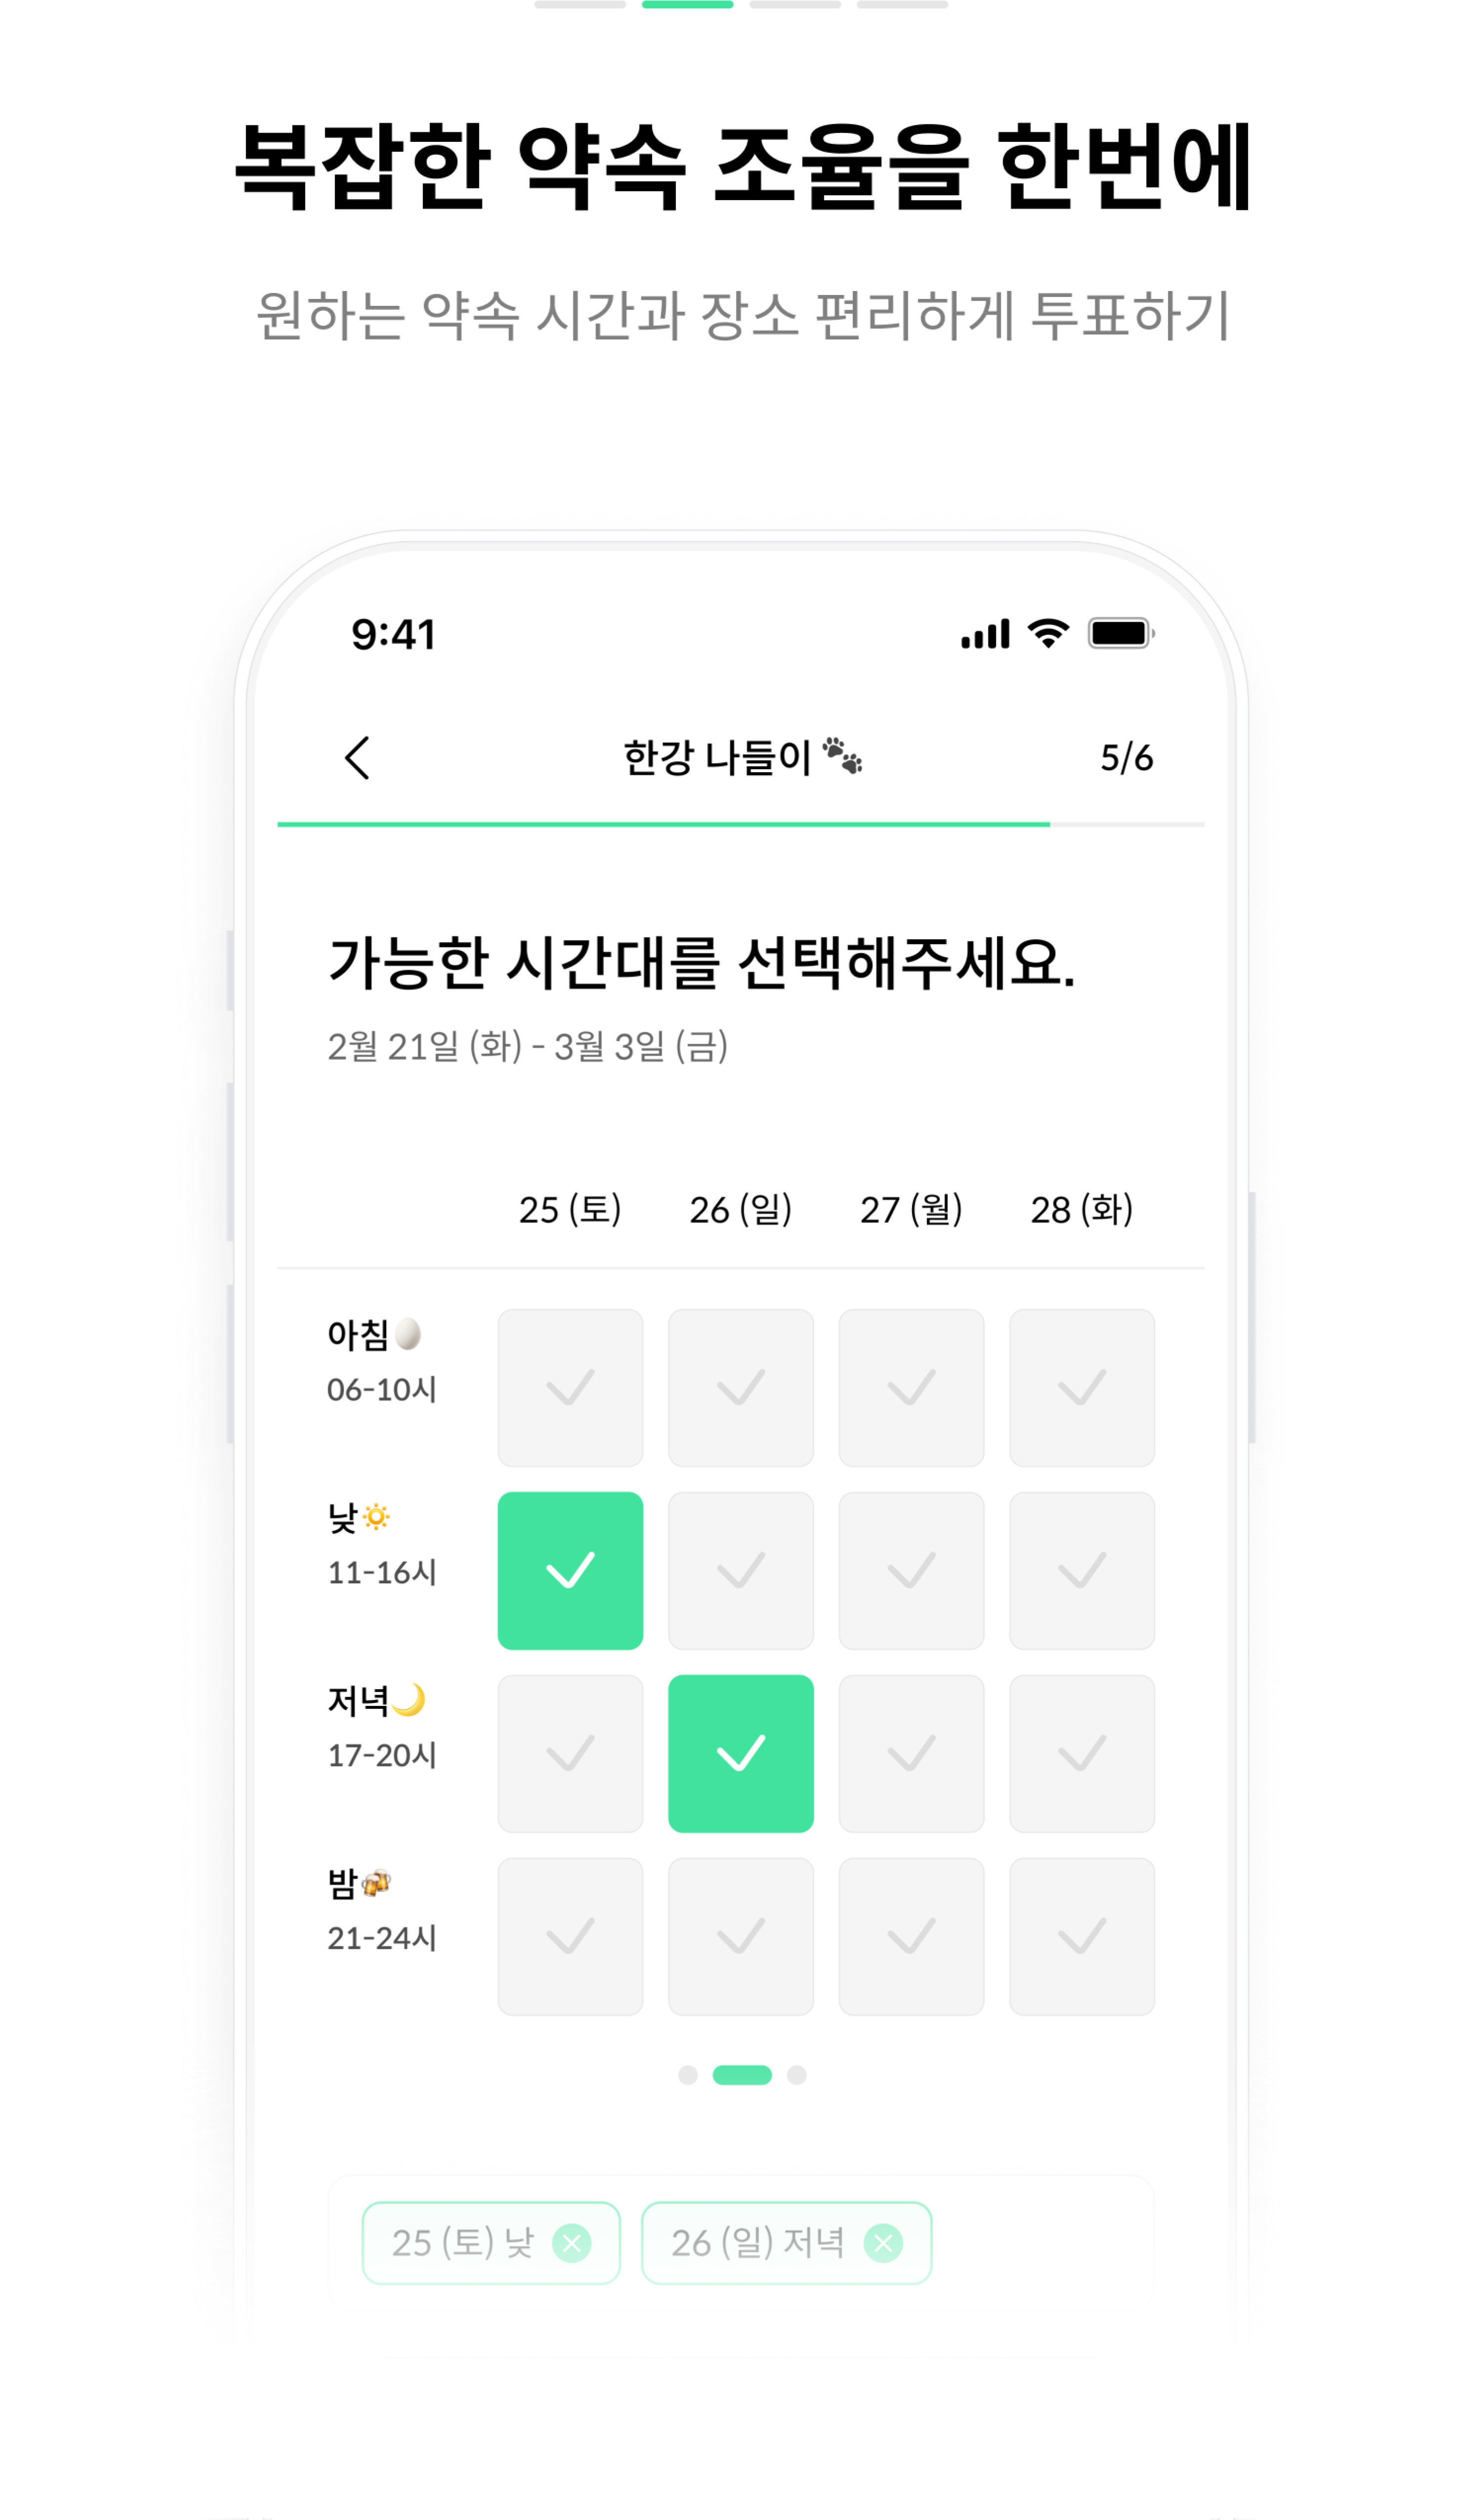 복잡한 약속 조율을 한번에
원하는 약속 시간과 장소 편리하게 투표하기
9:41
한강 나들이🐾
5/6
가능한 시간대를 선택해주세요.
2월 21일 (화) - 3월 3일 (금)
25 (토) 26 (일) 27 (월) 28 (화)
아침🥚
06-10시
낮☀️
11-16시
저녁🌙
17-20시
밤🍻
21-24시
25 (토) 낮 26 (일) 저녁